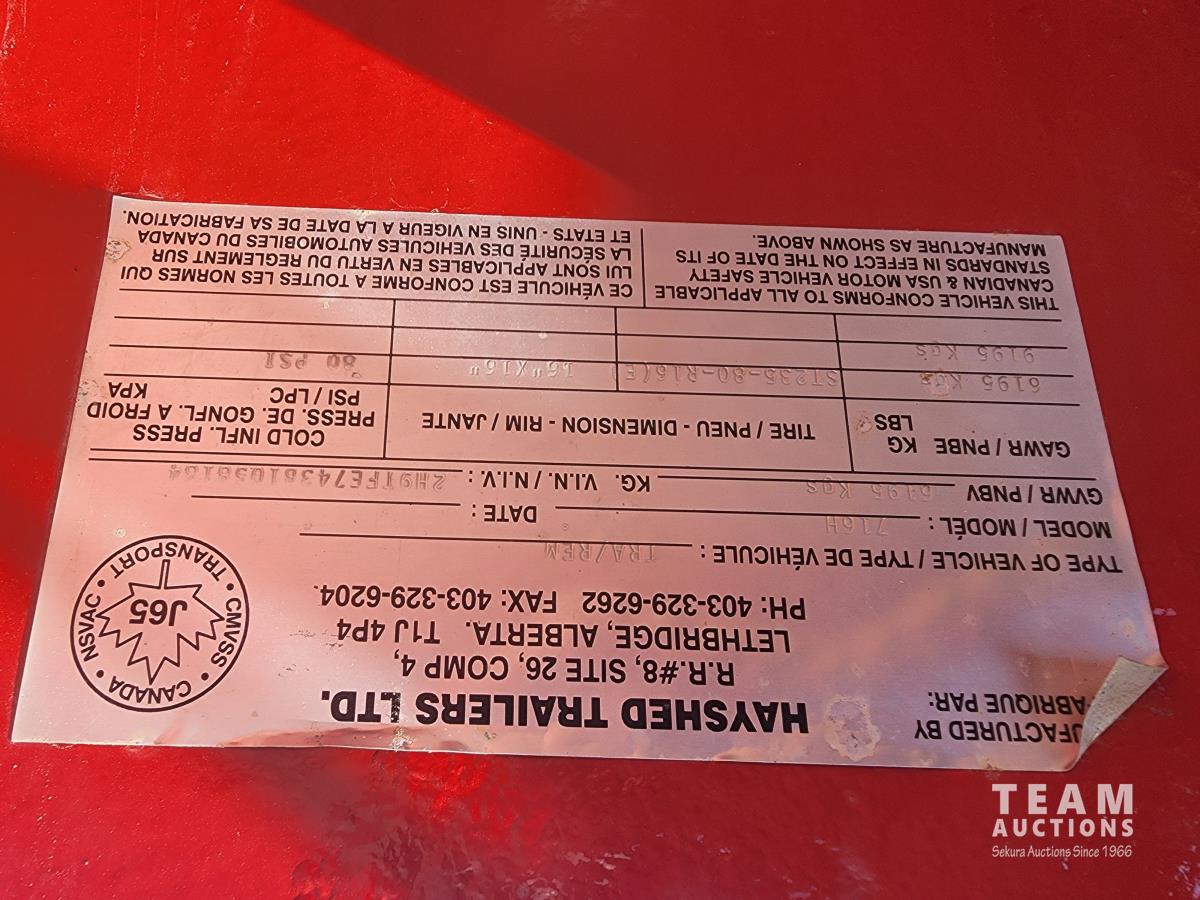 UFACTURED BY
FABRIQUE PAR:
HAYSHED TRAILERS LTD.
R.R.#8, SITE 26, COMP 4,
LETHBRIDGE, ALBERTA. T1J 4P4
PH: 403-329-6262 FAX: 403-329-6204.
CANADA • NSVAC • TRANSPORT • CMVSS •
J65
TYPE OF VEHICLE / TYPE DE VÉHICULE : TRA/REM
MODEL / MODÉL : 716H DATE :
GVWR / PNBV 6195 Kgs KG. V.I.N. / N.I.V. :
GAWR / PNBE KG LBS
TIRE / PNEU - DIMENSION - RIM / JANTE
COLD INFL. PRESS
PRESS. DE. GONFL. A FROID
PSI / LPC KPA
6195 Kgs ST235-80-R16(E) 16"X16" 80 PSI
9195 Kgs
THIS VEHICLE CONFORMS TO ALL APPLICABLE
CANADIAN & USA MOTOR VEHICLE SAFETY
STANDARDS IN EFFECT ON THE DATE OF ITS
MANUFACTURE AS SHOWN ABOVE.
CE VÉHICULE EST CONFORME A TOUTES LES NORMES QUI
LUI SONT APPLICABLES EN VERTU DU REGLEMENT SUR
LA SÉCURITÉ DES VEHICULES AUTOMOBILES DU CANADA
ET ETATS - UNIS EN VIGEUR A LA DATE DE SA FABRICATION.
TEAM
AUCTIONS
Sekura Auctions Since 1966